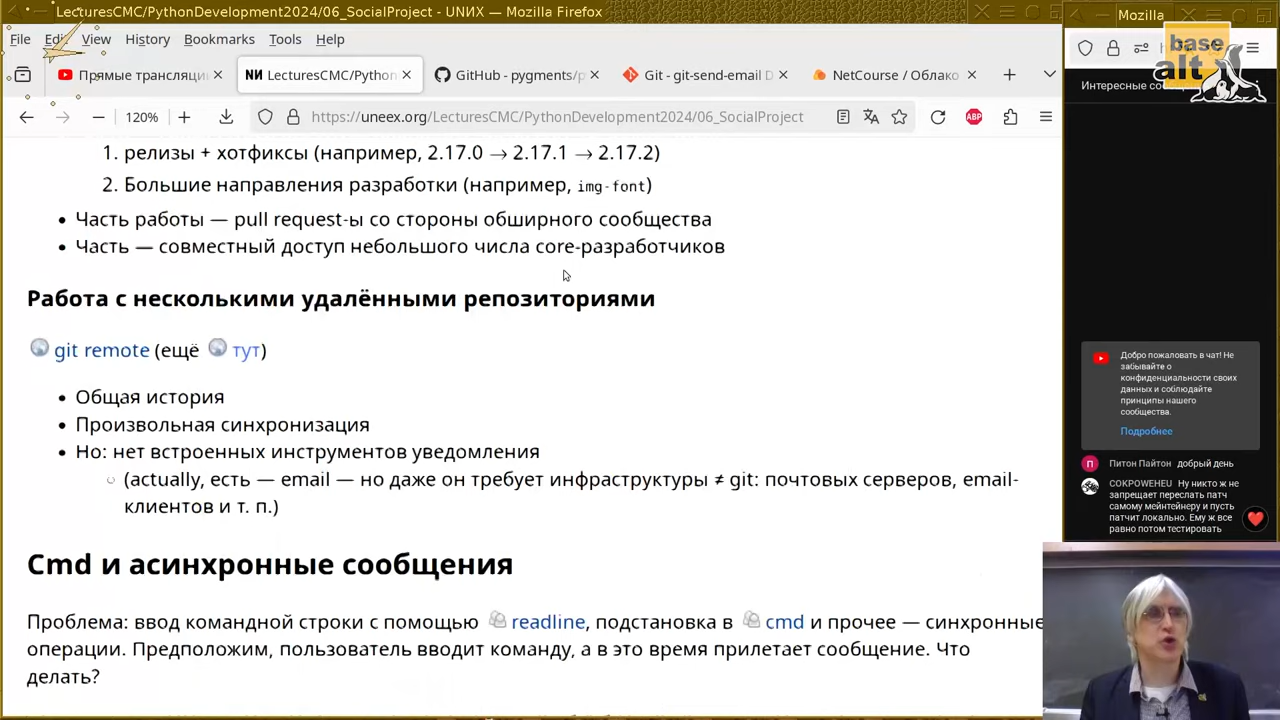 LecturesCMC/PythonDevelopment2024/06_SocialProject - UNИX — Mozilla Firefox
Mozilla
File Edit View History Bookmarks Tools Help
Прямые трансляци
LecturesCMC/Python
GitHub - pygments/p
Git - git-send-email D
NetCourse / Облако
base
alt
120%
https://uneex.org/LecturesCMC/PythonDevelopment2024/06_SocialProject
1. релизы + хотфиксы (например, 2.17.0 → 2.17.1 → 2.17.2)
2. Большие направления разработки (например, img-font)
• Часть работы — pull request-ы со стороны обширного сообщества
• Часть — совместный доступ небольшого числа core-разработчиков
Работа с несколькими удалёнными репозиториями
git remote (ещё тут)
• Общая история
• Произвольная синхронизация
• Но: нет встроенных инструментов уведомления
(actually, есть — email — но даже он требует инфраструктуры ≠ git: почтовых серверов, email-
клиентов и т. п.)
Cmd и асинхронные сообщения
Проблема: ввод командной строки с помощью readline, подстановка в cmd и прочее — синхронные
операции. Предположим, пользователь вводит команду, а в это время прилетает сообщение. Что
делать?
Интересные
Добро пожаловать в чат! Не
забывайте о
конфиденциальности своих
данных и соблюдайте
принципы нашего
сообщества.
Подробнее
П Питон Пайтон добрый день
COKPOWEHEU Ну никто ж не
запрещает переслать патч
самому мейнтейнеру и пусть
патчит локально. Ему ж все
равно потом тестировать